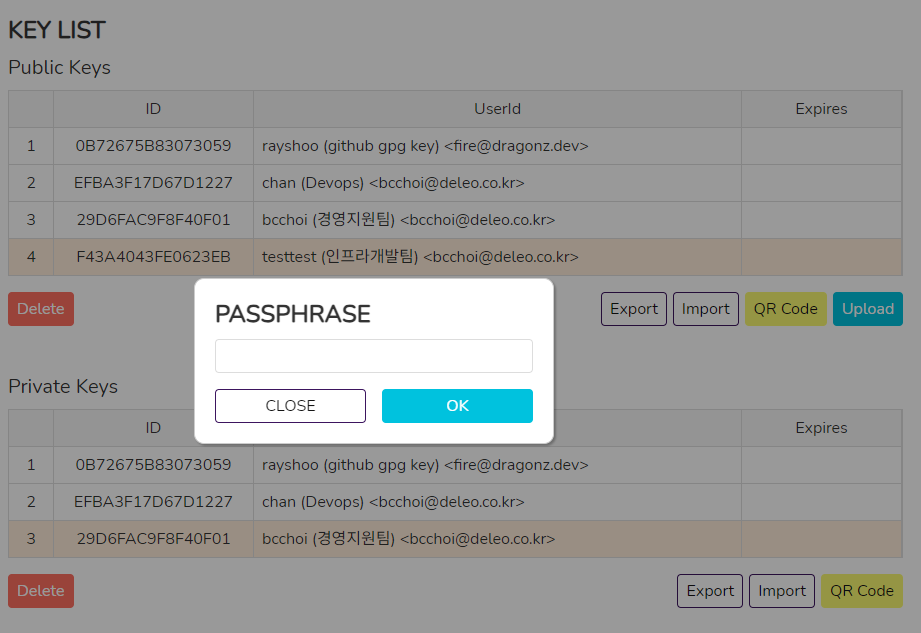 KEY LIST
Public Keys
ID UserId Expires
1 0B72675B83073059 rayshoo (github gpg key) <fire@dragonz.dev>
2 EFBA3F17D67D1227 chan (Devops) <bcchoi@deleo.co.kr>
3 29D6FAC9F8F40F01 bcchoi (경영지원팀) <bcchoi@deleo.co.kr>
4 F43A4043FE0623EB testtest (인프라개발팀) <bcchoi@deleo.co.kr>
Delete Export Import QR Code Upload
PASSPHRASE
CLOSE OK
Private Keys
ID Expires
1 0B72675B83073059 rayshoo (github gpg key) <fire@dragonz.dev>
2 EFBA3F17D67D1227 chan (Devops) <bcchoi@deleo.co.kr>
3 29D6FAC9F8F40F01 bcchoi (경영지원팀) <bcchoi@deleo.co.kr>
Delete Export Import QR Code